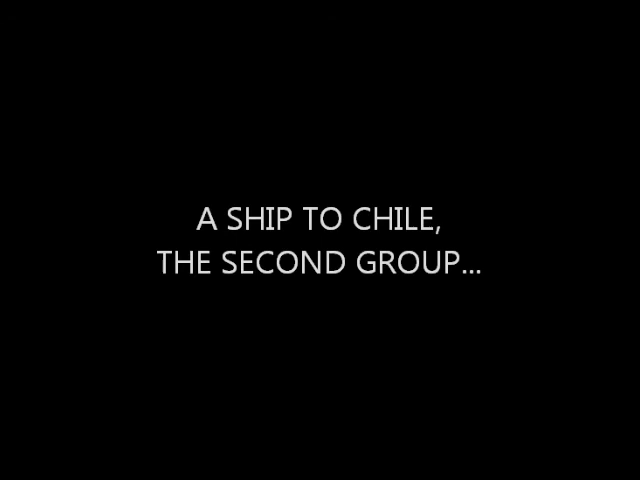 A SHIP TO CHILE,
THE SECOND GROUP...